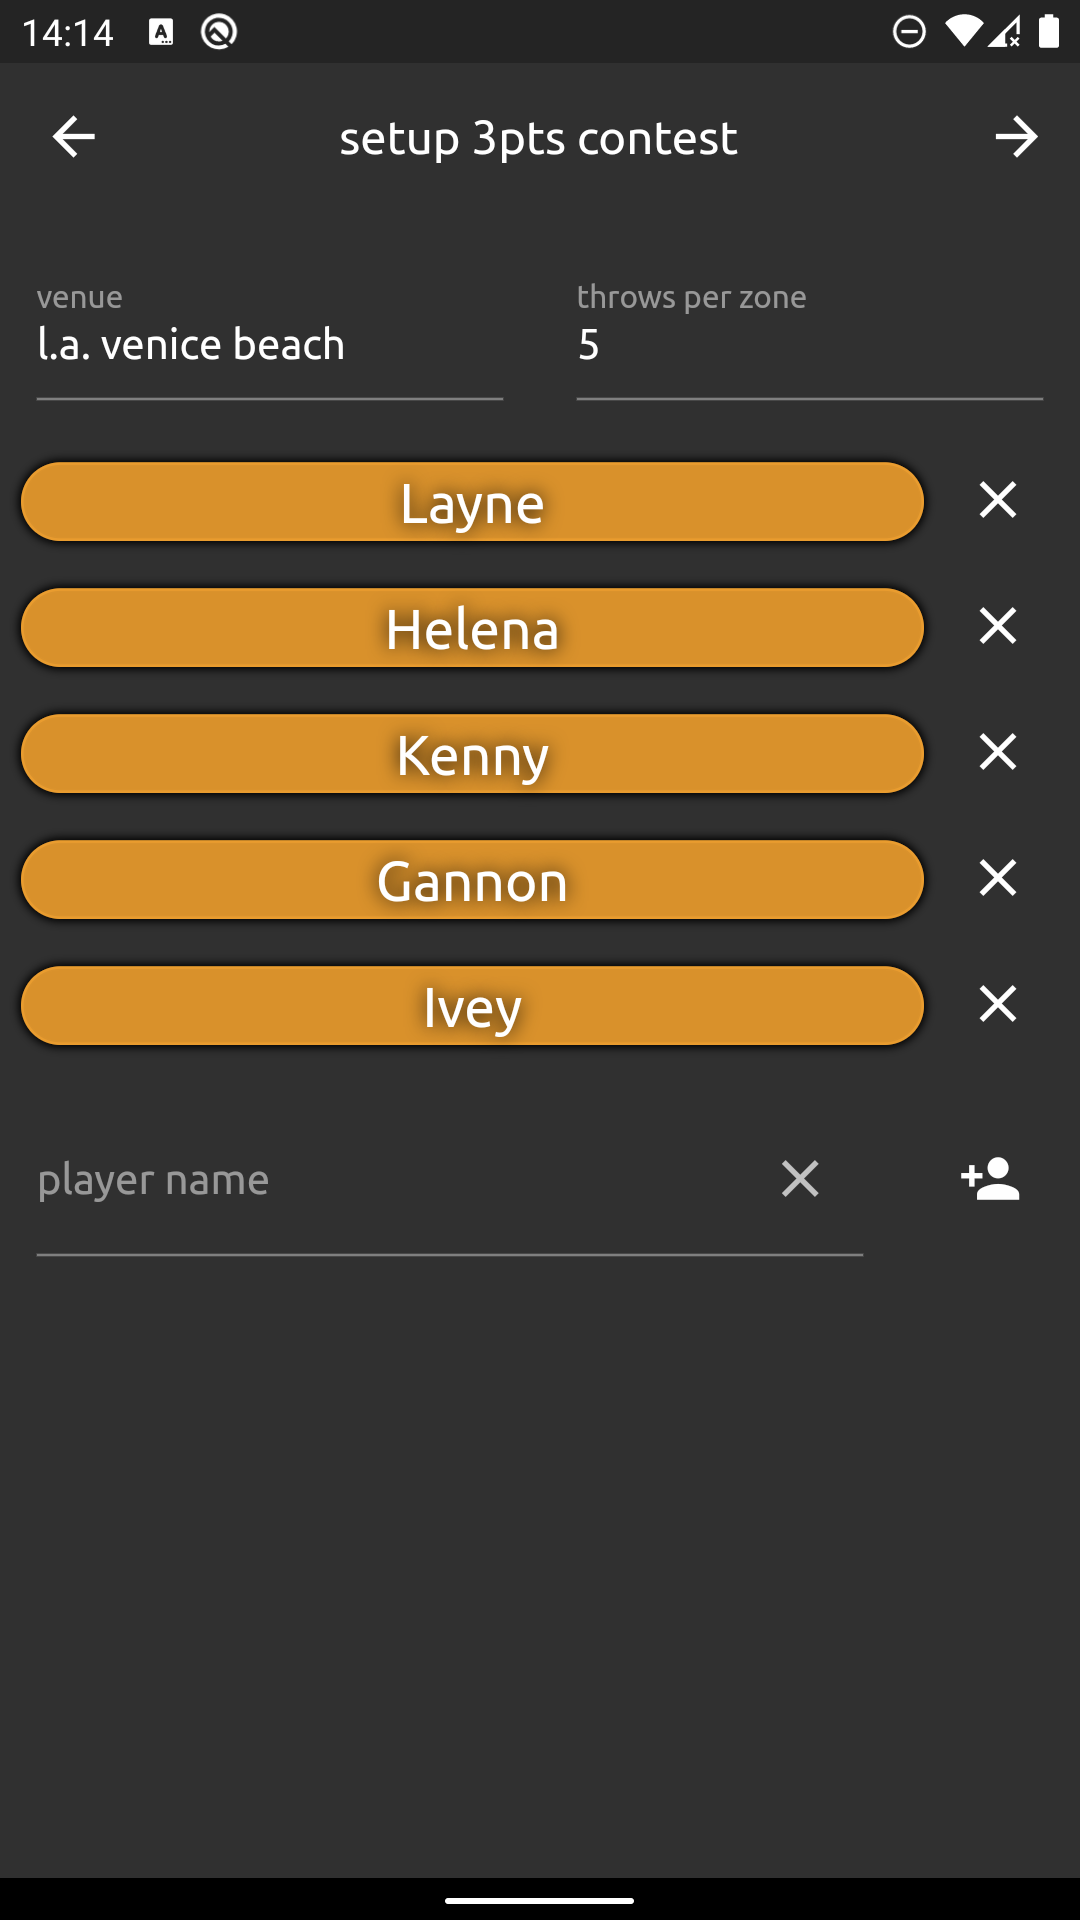 14:14
setup 3pts contest
venue
throws per zone
l.a. venice beach
5
Layne
Helena
Kenny
Gannon
Ivey
player name